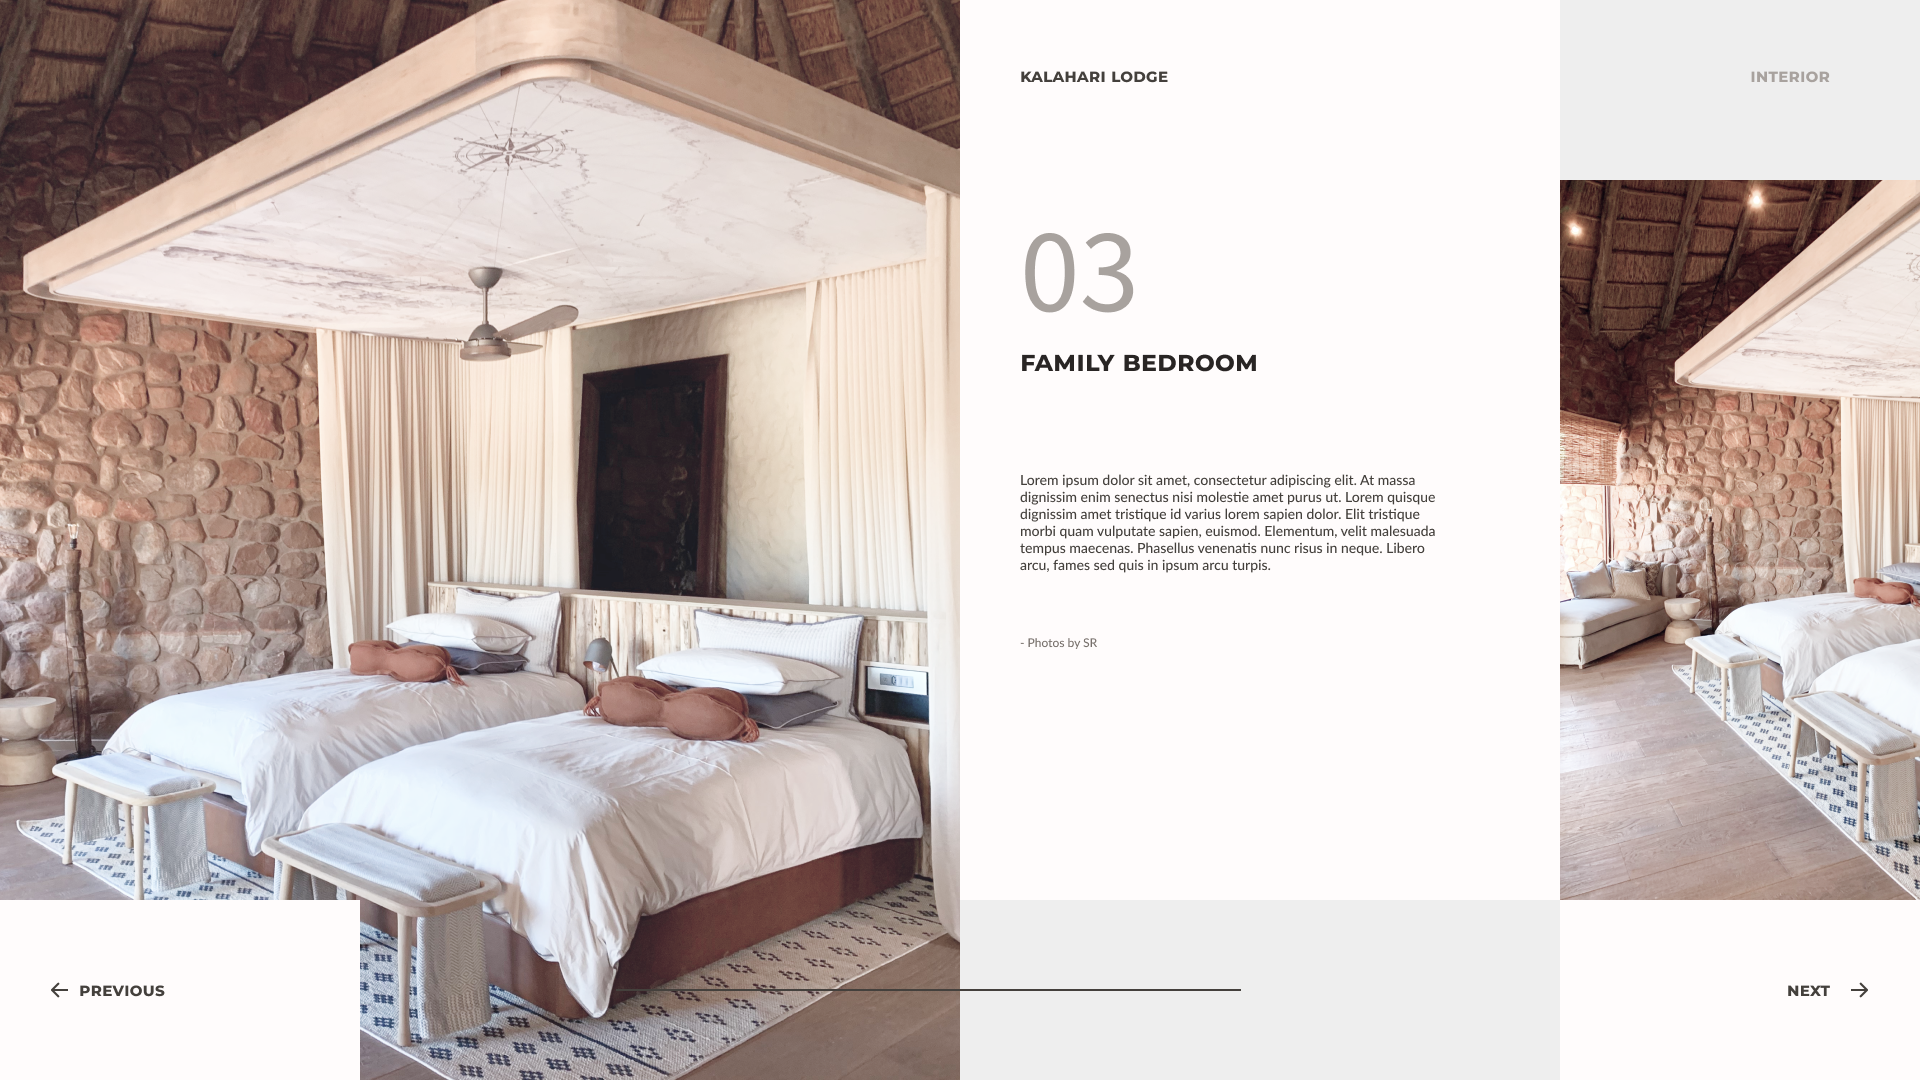 KALAHARI LODGE
INTERIOR
03
FAMILY BEDROOM
Lorem ipsum dolor sit amet, consectetur adipiscing elit. At massa
dignissim enim senectus nisi molestie amet purus ut. Lorem quisque
dignissim amet tristique id varius lorem sapien dolor. Elit tristique
morbi quam vulputate sapien, euismod. Elementum, velit malesuada
tempus maecenas. Phasellus venenatis nunc risus in neque. Libero
arcu, fames sed quis in ipsum arcu turpis.
- Photos by SR
PREVIOUS
NEXT